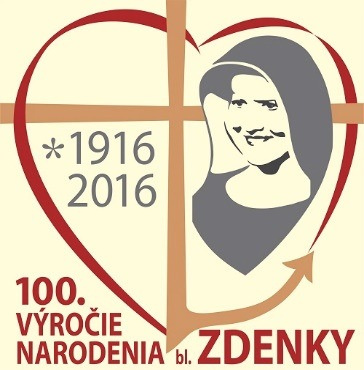 *1916
2016
100.
VÝROČIE
NARODENIA bl. ZDENKY